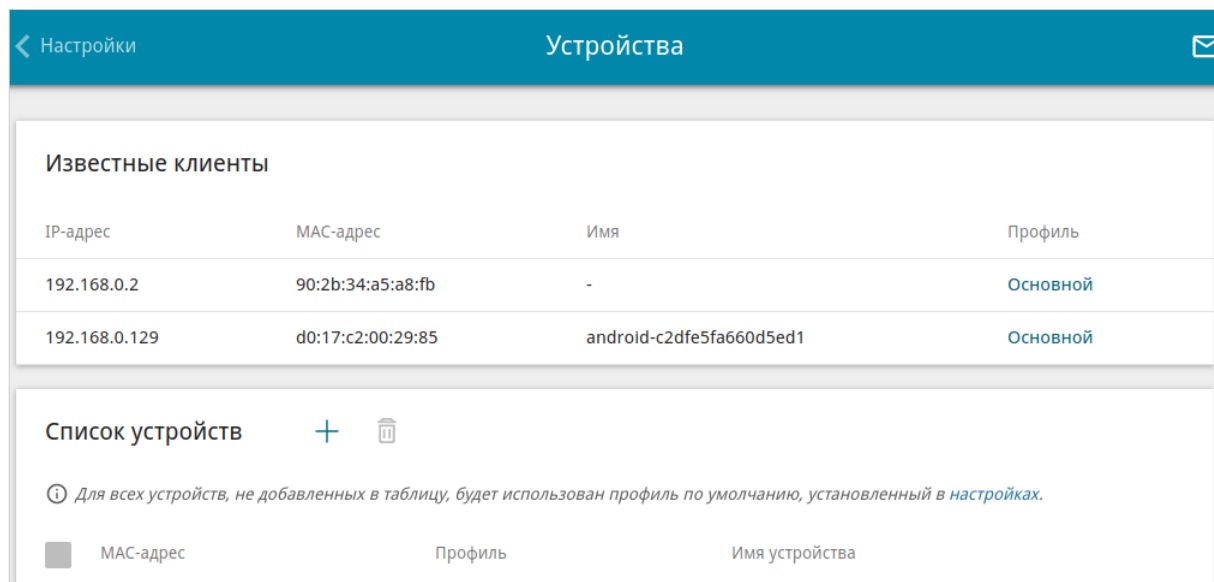 Настройки Устройства
Известные клиенты
IP-адрес MAC-адрес Имя Профиль
192.168.0.2 90:2b:34:a5:a8:fb - Основной
192.168.0.129 d0:17:c2:00:29:85 android-c2dfe5fa660d5ed1 Основной
Список устройств
Для всех устройств, не добавленных в таблицу, будет использован профиль по умолчанию, установленный в настройках.
MAC-адрес Профиль Имя устройства